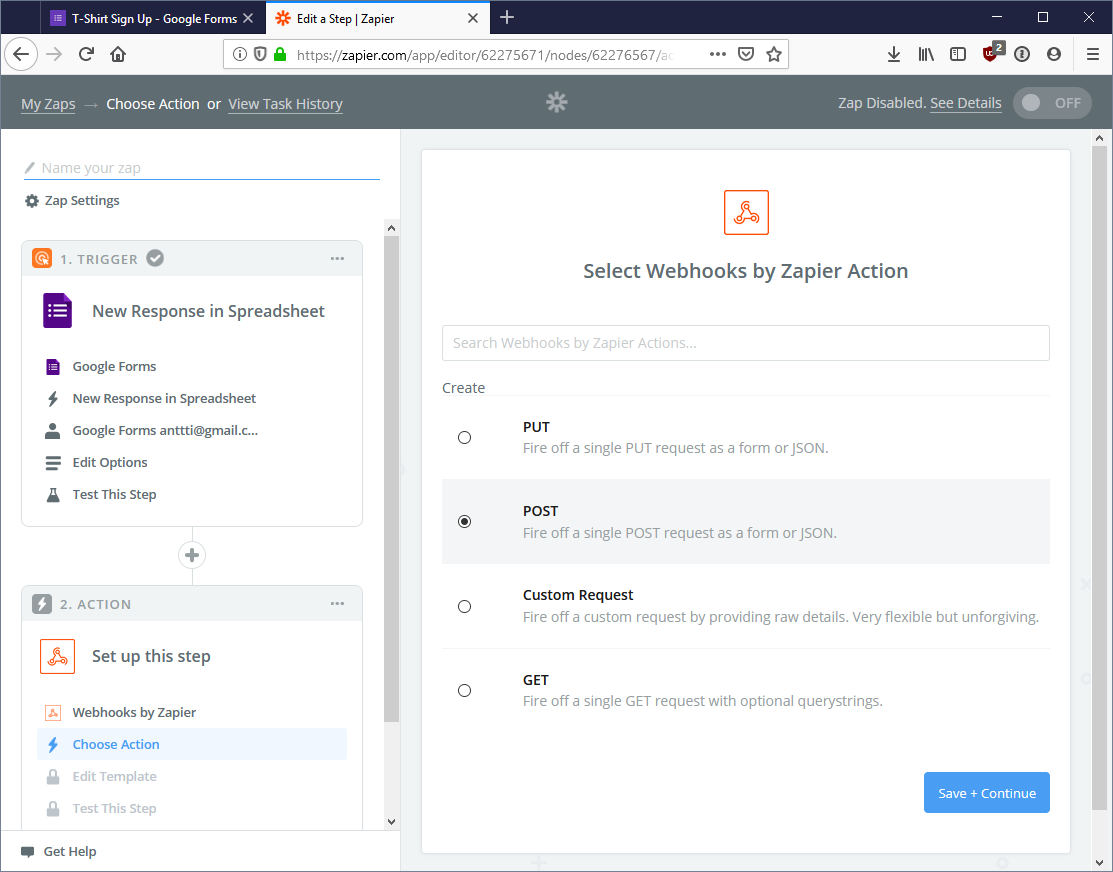 T-Shirt Sign Up - Google Forms
Edit a Step | Zapier
https://zapier.com/app/editor/62275671/nodes/62276567/ac
2
My Zaps → Choose Action or View Task History
Zap Disabled. See Details
OFF
Name your zap
Zap Settings
1. TRIGGER
New Response in Spreadsheet
Google Forms
New Response in Spreadsheet
Google Forms anttti@gmail.c...
Edit Options
Test This Step
2. ACTION
Set up this step
Webhooks by Zapier
Choose Action
Edit Template
Test This Step
Get Help
Select Webhooks by Zapier Action
Search Webhooks by Zapier Actions...
Create
PUT
Fire off a single PUT request as a form or JSON.
POST
Fire off a single POST request as a form or JSON.
Custom Request
Fire off a custom request by providing raw details. Very flexible but unforgiving.
GET
Fire off a single GET request with optional querystrings.
Save + Continue